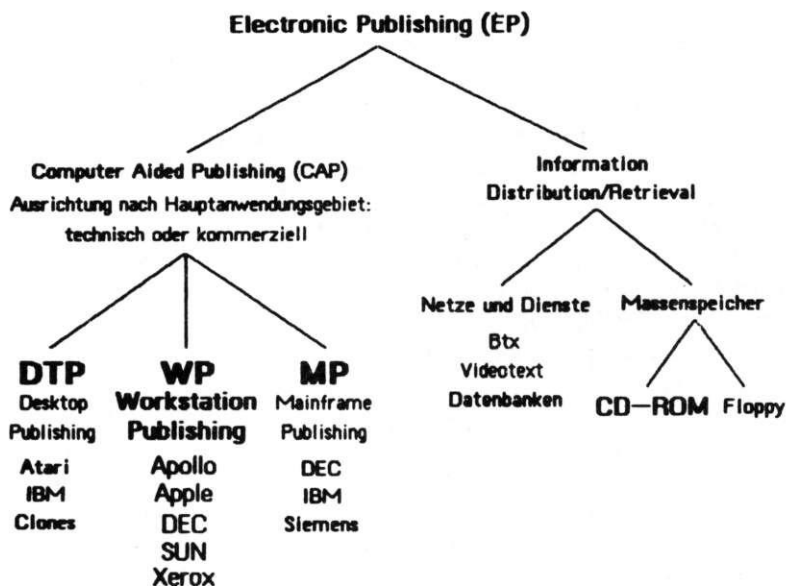 Electronic Publishing (EP)
Computer Aided Publishing (CAP)
Ausrichtung nach Hauptanwendungsgebiet:
technisch oder kommerziell
Information
Distribution/Retrieval
DTP
Desktop
Publishing
Atari
IBM
Clones
WP
Workstation
Publishing
Apollo
Apple
DEC
SUN
Xerox
MP
Mainframe
Publishing
DEC
IBM
Siemens
Netze und Dienste
Btx
Videotext
Datenbanken
Massenspeicher
CD-ROM
Floppy